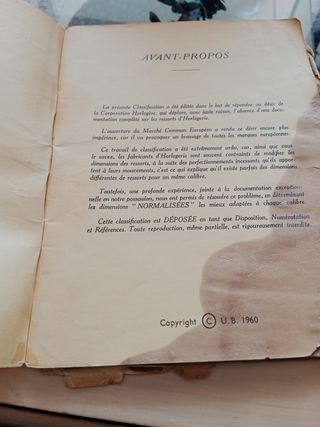 AVANT-PROPOS
La présente Classification a été éditée dans le but de répondre au désir de
la Corporation Horlogère, qui déplore, avec juste raison, l'absence d'une docu-
mentation complète sur les ressorts d'Horlogerie.
L'ouverture du Marché Commun Européen a rendu ce désir encore plus
impérieux, car il va provoquer un brassage de toutes les marques européennes.
Ce travail de classification a été extrêmement ardu, car, ainsi que vous
le savez, les fabricants d'Horlogerie sont souvent contraints de modifier les
dimensions des ressorts, à la suite des perfectionnements incessants qu'ils appor-
tent à leurs mouvements, c'est ce qui explique qu'il existe parfois des dimensions
différentes de ressorts pour un même calibre.
Toutefois, une profonde expérience, jointe à la documentation exception-
nelle en notre possession, nous ont permis de résoudre ce problème, en déterminant
les dimensions "NORMALISÉES" les mieux adaptées à chaque calibre.
Cette classification est DÉPOSÉE en tant que Disposition, Numérotation
et Références. Toute reproduction, même partielle, est rigoureusement interdite.
Copyright © U.B. 1960